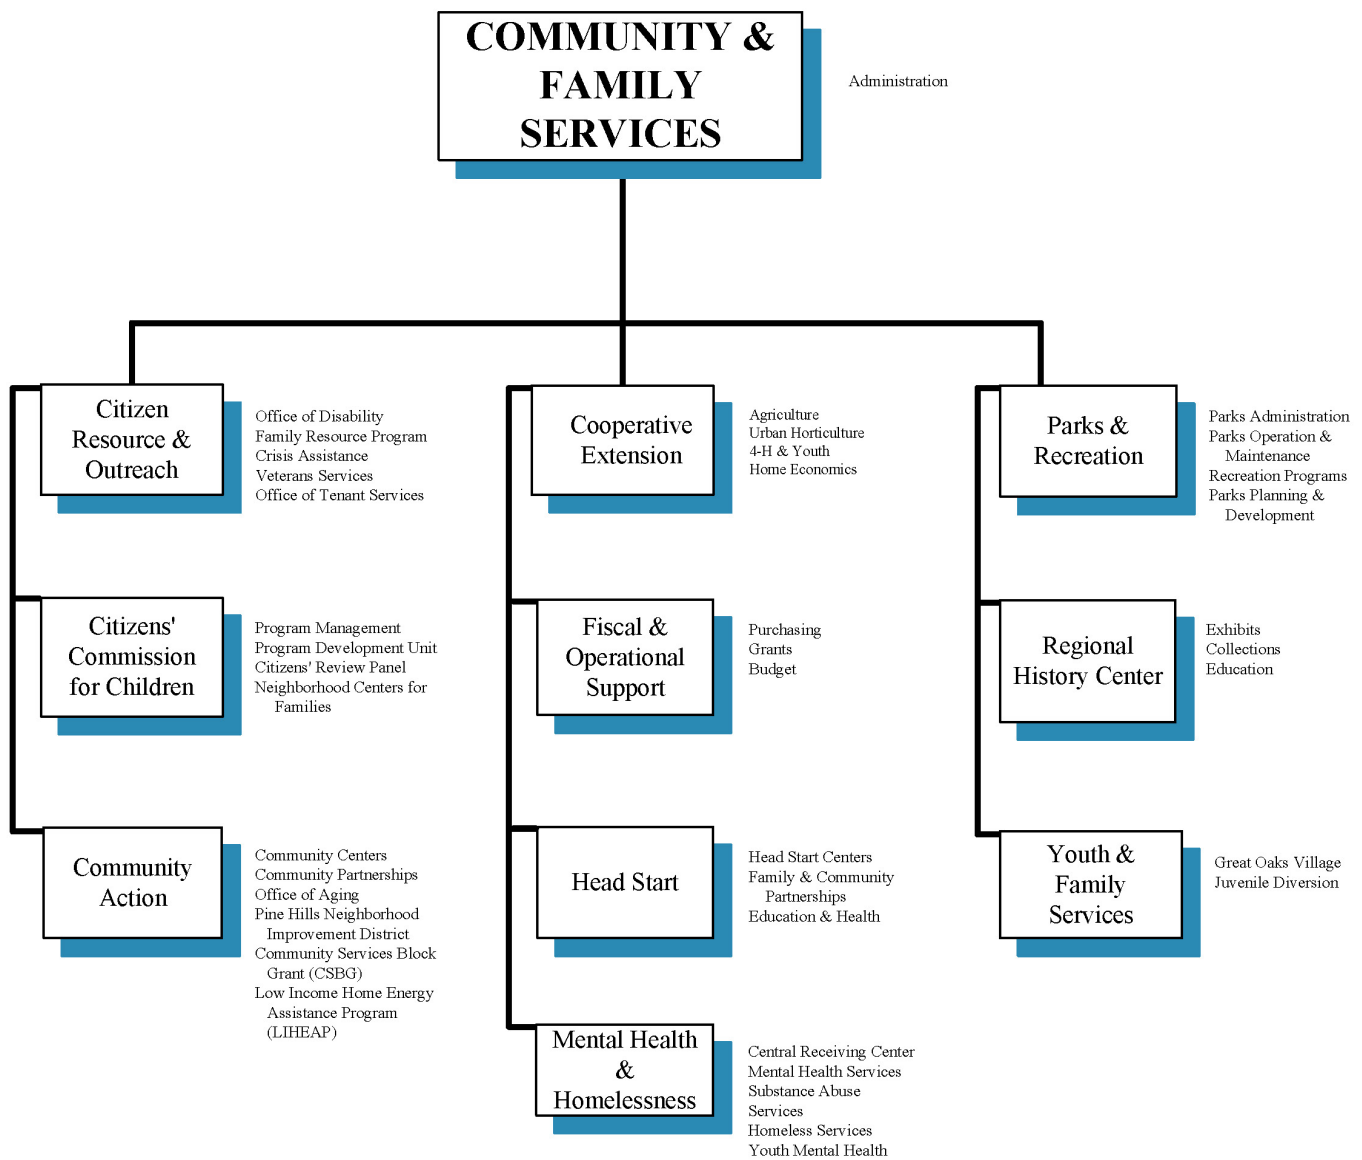 COMMUNITY &
FAMILY
SERVICES
Administration
Citizen
Resource &
Outreach
Office of Disability
Family Resource Program
Crisis Assistance
Veterans Services
Office of Tenant Services
Citizens'
Commission
for Children
Program Management
Program Development Unit
Citizens' Review Panel
Neighborhood Centers for
Families
Community
Action
Community Centers
Community Partnerships
Office of Aging
Pine Hills Neighborhood
Improvement District
Community Services Block
Grant (CSBG)
Low Income Home Energy
Assistance Program
(LIHEAP)
Cooperative
Extension
Agriculture
Urban Horticulture
4-H & Youth
Home Economics
Fiscal &
Operational
Support
Purchasing
Grants
Budget
Head Start
Head Start Centers
Family & Community
Partnerships
Education & Health
Mental Health
&
Homelessness
Central Receiving Center
Mental Health Services
Substance Abuse
Services
Homeless Services
Youth Mental Health
Parks &
Recreation
Parks Administration
Parks Operation &
Maintenance
Recreation Programs
Parks Planning &
Development
Regional
History Center
Exhibits
Collections
Education
Youth &
Family
Services
Great Oaks Village
Juvenile Diversion